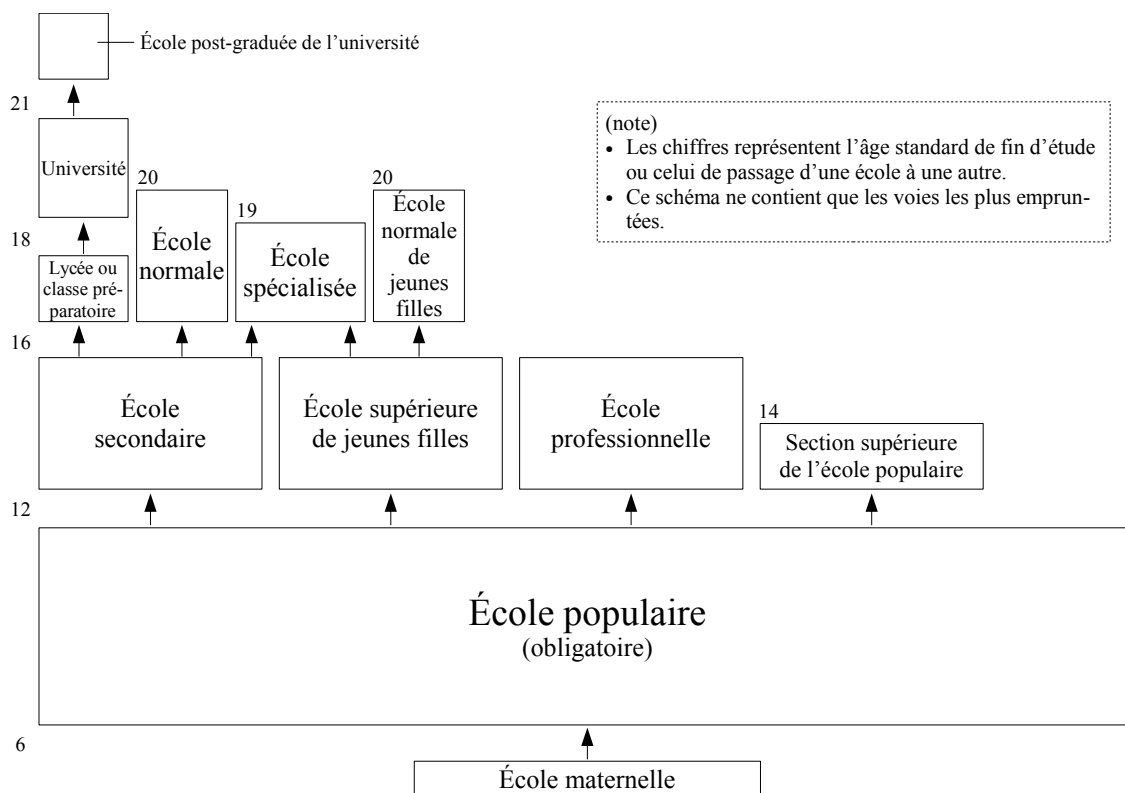 École post-graduée de l’université
21
(note)
• Les chiffres représentent l’âge standard de fin d’étude
ou celui de passage d’une école à une autre.
• Ce schéma ne contient que les voies les plus emprun-
tées.
Université
20
École
normale
19
École
spécialisée
20
École
normale
de
jeunes
filles
18
Lycée ou
classe pré-
paratoire
16
École
secondaire
École supérieure
de jeunes filles
École
professionnelle
14
Section supérieure
de l’école populaire
12
École populaire
(obligatoire)
6
École maternelle